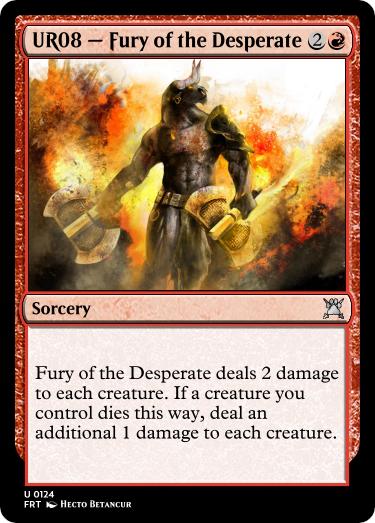 UR08 — Fury of the Desperate 2
Sorcery
Fury of the Desperate deals 2 damage
to each creature. If a creature you
control dies this way, deal an
additional 1 damage to each creature.
U 0124
FRT Hecto Betancur